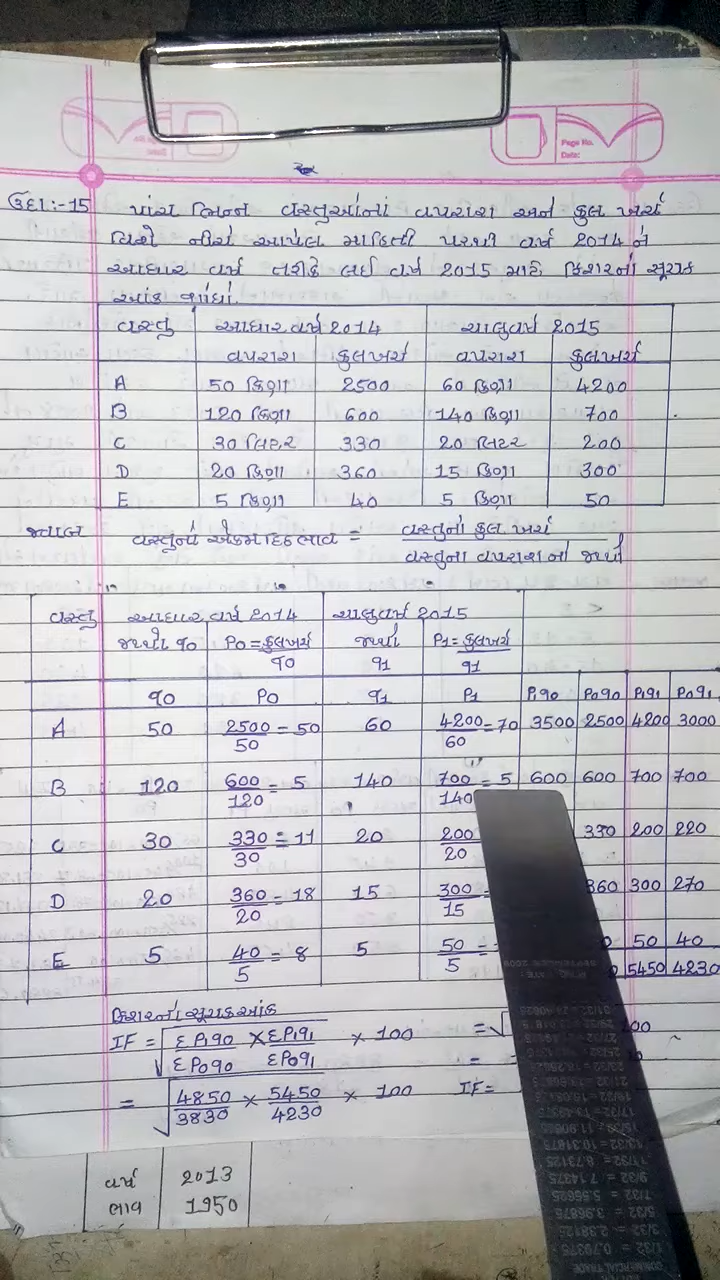 Page No.
Date:
ઉદા:-15 પાંચ ભિન્ન વસ્તુઓનાં વપરાશ અને કુલ ખર્ચ
વિશે નીચે આપેલ માહિતી પરથી વર્ષ 2014 ને
આધાર વર્ષ તરીકે લઈ વર્ષ 2015 માટે ફિશરનો સૂચક
આંક શોધો.
વસ્તુ આધાર વર્ષ 2014 ચાલુવર્ષ 2015
વપરાશ કુલખર્ચ વપરાશ કુલખર્ચ
A 50 કિગ્રા 2500 60 કિગ્રા 4200
B 120 કિગ્રા 600 140 કિગ્રા 700
C 30 લિટર 330 20 લિટર 200
D 20 કિગ્રા 360 15 કિગ્રા 300
E 5 કિગ્રા 40 5 કિગ્રા 50
જવાબ વસ્તુનો એકમદિઠ ભાવ = વસ્તુનો કુલ ખર્ચ
વસ્તુના વપરાશ નો જથ્થો
વસ્તુ આધાર વર્ષ 2014 ચાલુવર્ષ 2015
જથ્થો q0 P0 = કુલખર્ચ જથ્થો P1 = કુલખર્ચ
q0 q1 q1
q0 P0 q1 P1 P1q0 P0q0 P1q1 P0q1
A 50 2500/50 = 50 60 4200/60 = 70 3500 2500 4200 3000
B 120 600/120 = 5 140 700/140 = 5 600 600 700 700
C 30 330/30 = 11 20 200/20 330 200 220
D 20 360/20 = 18 15 300/15 = 360 300 270
E 5 40/5 = 8 5 50/5 = 0 50 40
0 5450 4230
ફિશરનો સૂચકઆંક
IF = √(ΣP1q0/ΣP0q0 × ΣP1q1/ΣP0q1) × 100 = √ 100
=
= √(4850/3830 × 5450/4230) × 100 IF =
વર્ષ 2013
ભાવ 1950